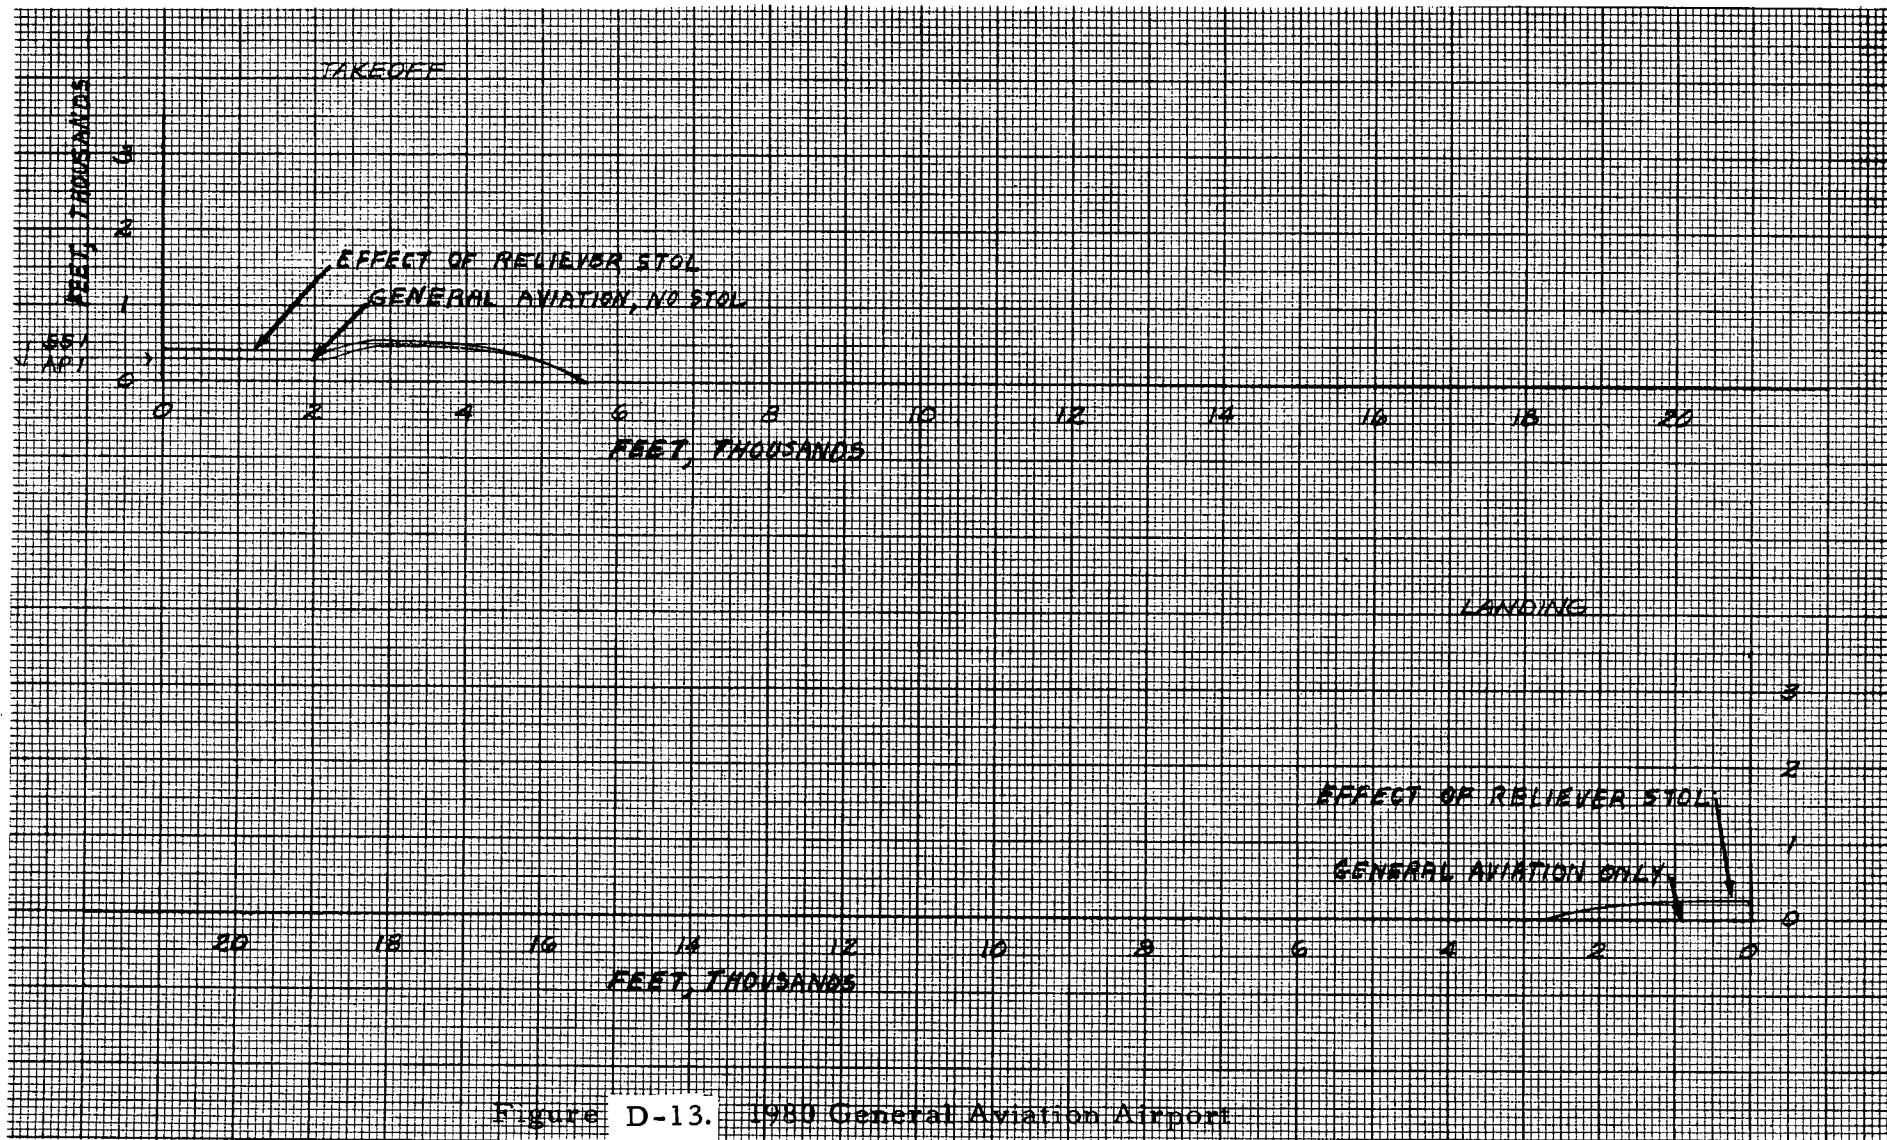 TAKEOFF
FEET, THOUSANDS
3
2
EFFECT OF RELIEVER STOL
GENERAL AVIATION, NO STOL
1
0
0 2 4 6 8 10 12 14 16 18 20
FEET, THOUSANDS
LANDING
3
2
EFFECT OF RELIEVER STOL
1
GENERAL AVIATION ONLY
0
20 18 16 14 12 10 8 6 4 2 0
FEET, THOUSANDS
Figure D-13. 1980 General Aviation Airport